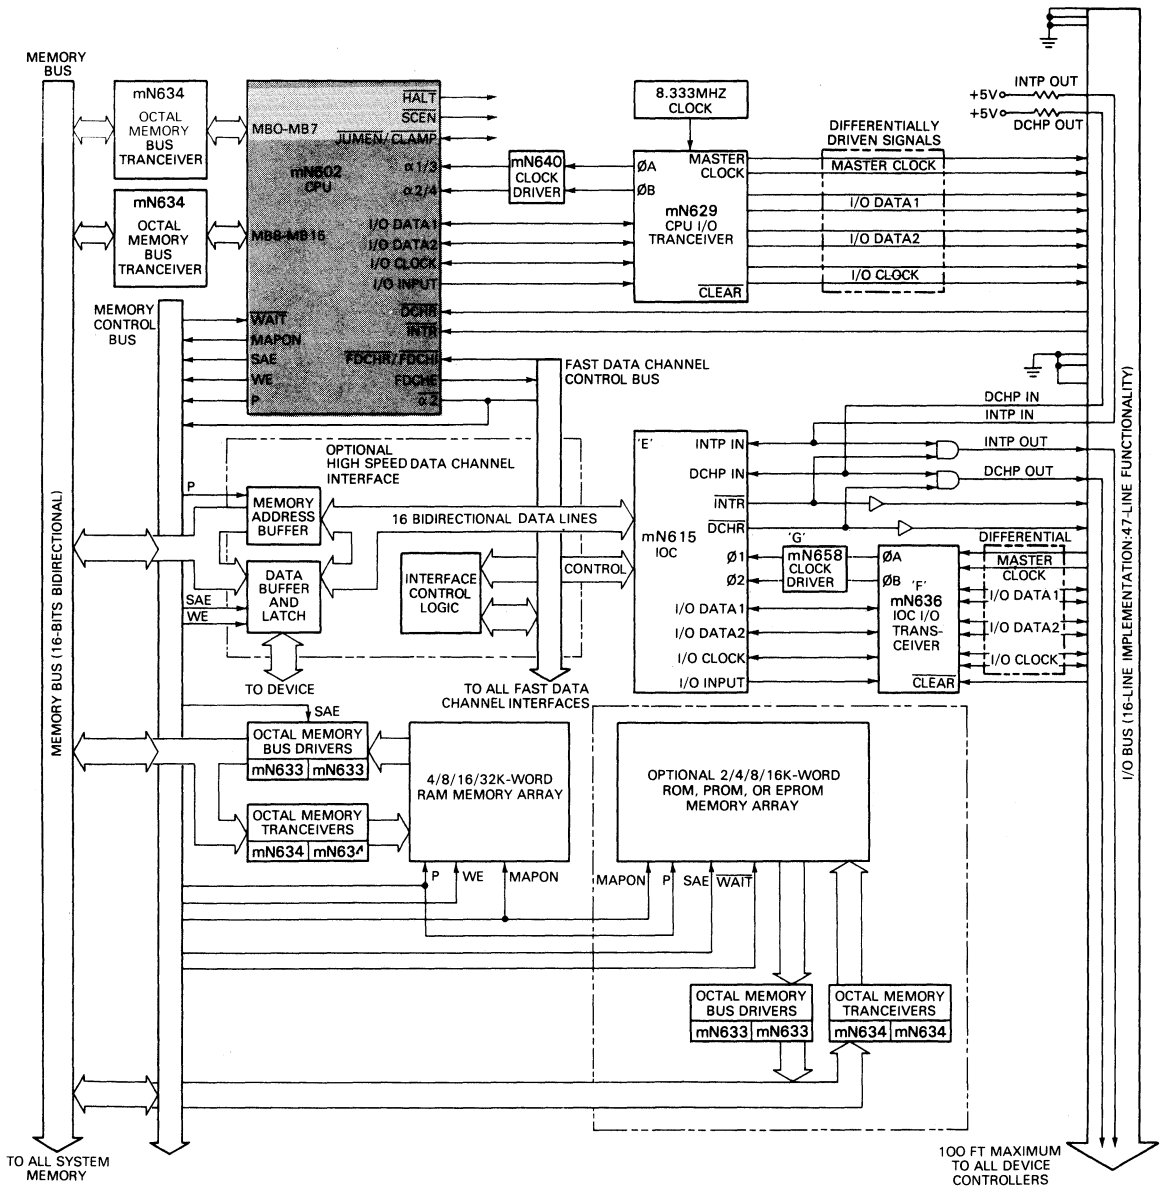 MEMORY
BUS
mN634
OCTAL
MEMORY
BUS
TRANCEIVER
mN634
OCTAL
MEMORY
BUS
TRANCEIVER
MB0-MB7
MB8-MB15
mN602
CPU
HALT
SCEN
JUMEN/CLAMP
α1/3
α2/4
I/O DATA1
I/O DATA2
I/O CLOCK
I/O INPUT
DCHR
INTR
FDCHR/FDCHI
FDCHE
α2
WAIT
MAPON
SAE
WE
P
MEMORY
CONTROL
BUS
mN640
CLOCK
DRIVER
8.333MHZ
CLOCK
ØA
ØB
MASTER
CLOCK
mN629
CPU I/O
TRANCEIVER
CLEAR
DIFFERENTIALLY
DRIVEN SIGNALS
MASTER CLOCK
I/O DATA1
I/O DATA2
I/O CLOCK
INTP OUT
+5V
+5V
DCHP OUT
FAST DATA CHANNEL
CONTROL BUS
DCHP IN
INTP IN
INTP OUT
DCHP OUT
OPTIONAL
HIGH SPEED DATA CHANNEL
INTERFACE
P
MEMORY
ADDRESS
BUFFER
16 BIDIRECTIONAL DATA LINES
DATA
BUFFER
AND
LATCH
SAE
WE
INTERFACE
CONTROL
LOGIC
CONTROL
TO DEVICE
TO ALL FAST DATA
CHANNEL INTERFACES
'E'
INTP IN
DCHP IN
INTR
DCHR
mN615
IOC
Ø1
Ø2
I/O DATA1
I/O DATA2
I/O CLOCK
I/O INPUT
'G'
mN658
CLOCK
DRIVER
ØA
ØB
'F'
mN636
IOC I/O
TRANS-
CEIVER
CLEAR
DIFFERENTIAL
MASTER
CLOCK
I/O DATA1
I/O DATA2
I/O CLOCK
MEMORY BUS (16-BITS BIDIRECTIONAL)
I/O BUS (16-LINE IMPLEMENTATION:47-LINE FUNCTIONALITY)
SAE
OCTAL MEMORY
BUS DRIVERS
mN633 mN633
OCTAL MEMORY
TRANCEIVERS
mN634 mN634
4/8/16/32K-WORD
RAM MEMORY ARRAY
P
WE
MAPON
OPTIONAL 2/4/8/16K-WORD
ROM, PROM, OR EPROM
MEMORY ARRAY
MAPON
P
SAE
WAIT
OCTAL MEMORY
BUS DRIVERS
mN633 mN633
OCTAL MEMORY
TRANCEIVERS
mN634 mN634
TO ALL SYSTEM
MEMORY
100 FT MAXIMUM
TO ALL DEVICE
CONTROLLERS